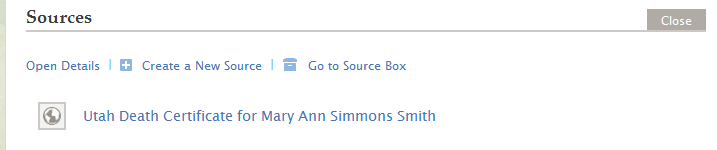 Sources
Close
Open Details | Create a New Source | Go to Source Box
Utah Death Certificate for Mary Ann Simmons Smith